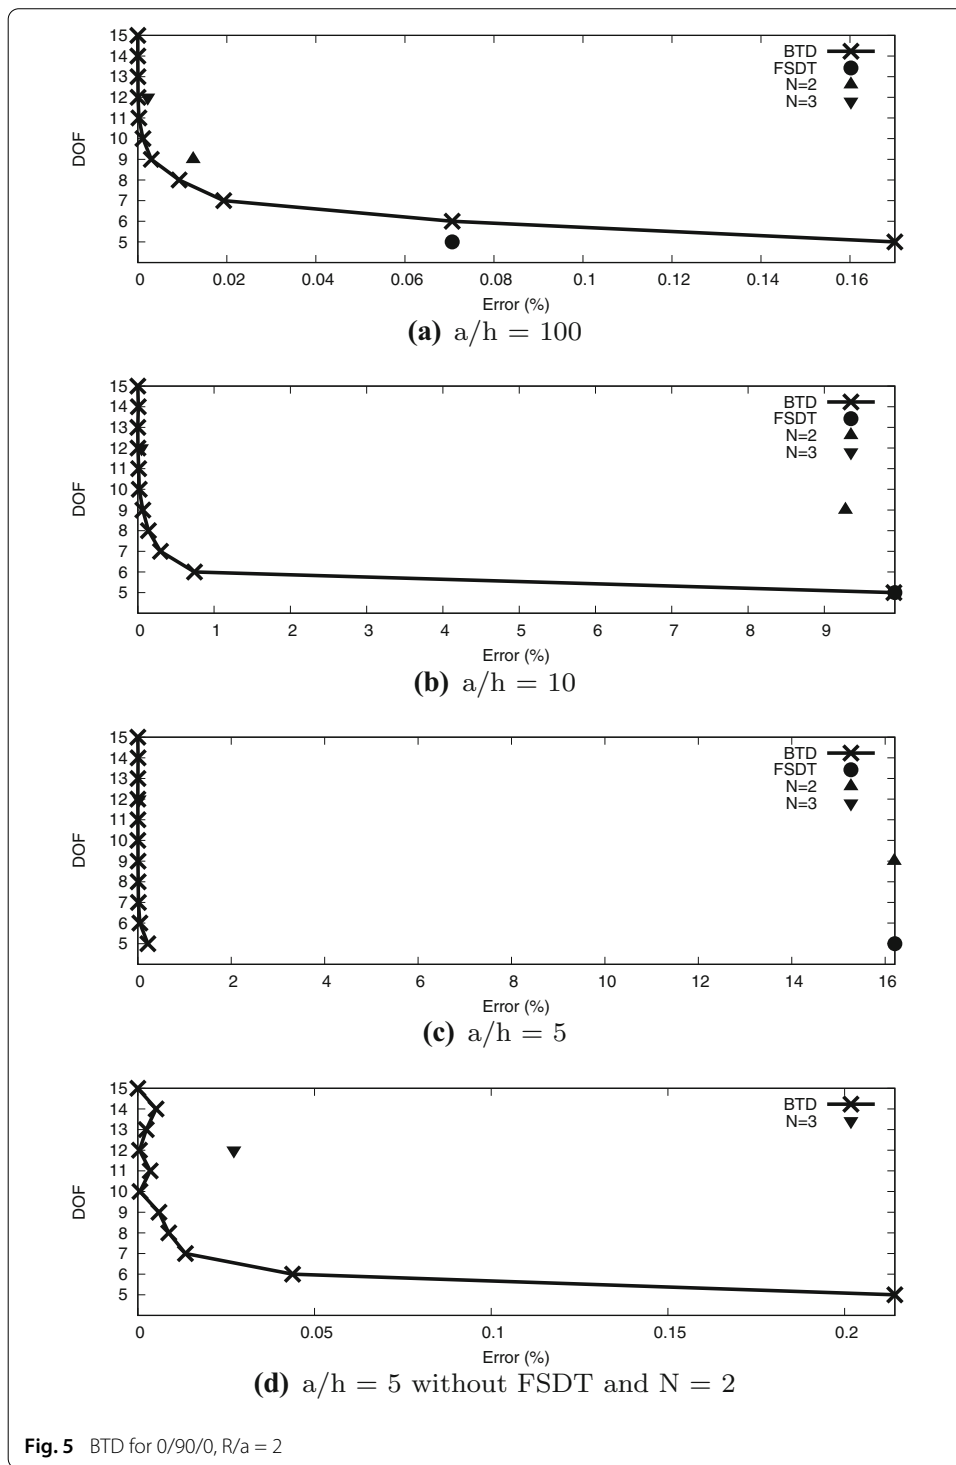 15
14
13
12
11
10
9
8
7
6
5
DOF
BTD
FSDT
N=2
N=3
0 0.02 0.04 0.06 0.08 0.1 0.12 0.14 0.16
Error (%)
(a) a/h = 100
15
14
13
12
11
10
9
8
7
6
5
DOF
BTD
FSDT
N=2
N=3
0 1 2 3 4 5 6 7 8 9
Error (%)
(b) a/h = 10
15
14
13
12
11
10
9
8
7
6
5
DOF
BTD
FSDT
N=2
N=3
0 2 4 6 8 10 12 14 16
Error (%)
(c) a/h = 5
15
14
13
12
11
10
9
8
7
6
5
DOF
BTD
N=3
0 0.05 0.1 0.15 0.2
Error (%)
(d) a/h = 5 without FSDT and N = 2
Fig. 5 BTD for 0/90/0, R/a = 2